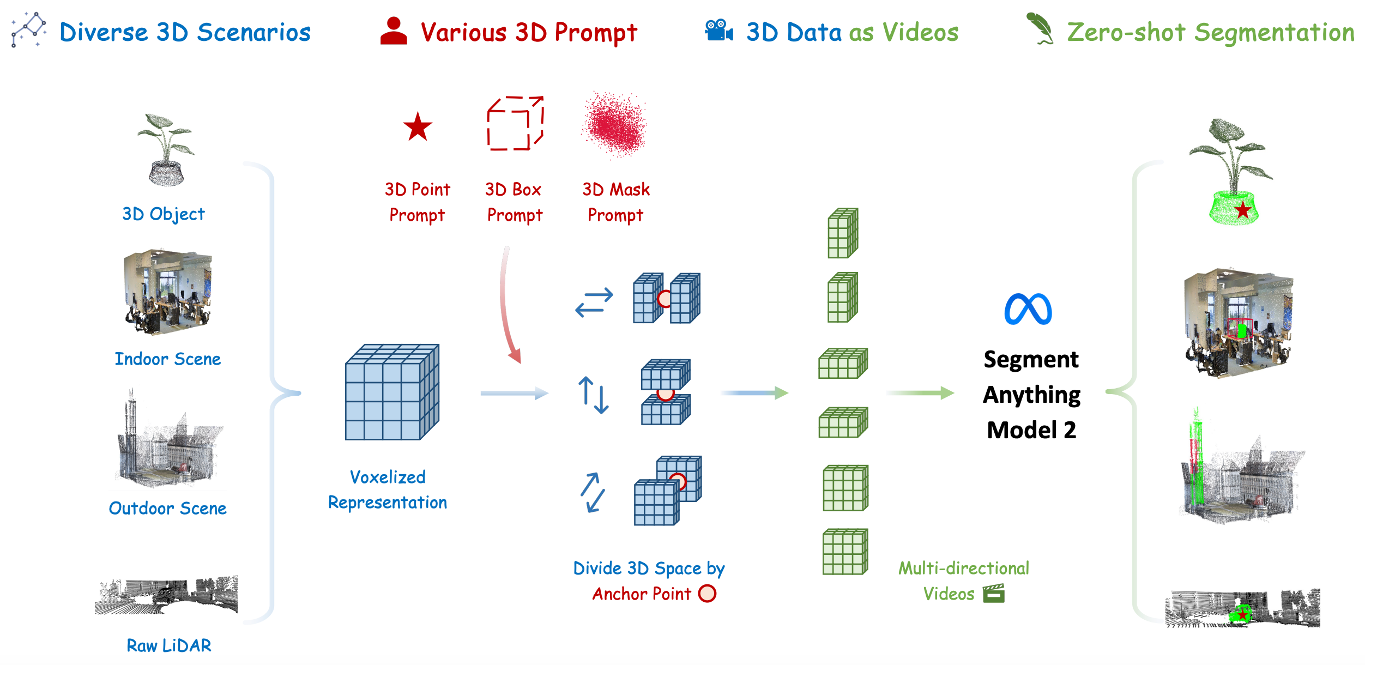 Diverse 3D Scenarios
Various 3D Prompt
3D Data as Videos
Zero-shot Segmentation
3D Object
Indoor Scene
Outdoor Scene
Raw LiDAR
Voxelized
Representation
3D Point
Prompt
3D Box
Prompt
3D Mask
Prompt
Divide 3D Space by
Anchor Point
Multi-directional
Videos
Segment
Anything
Model 2